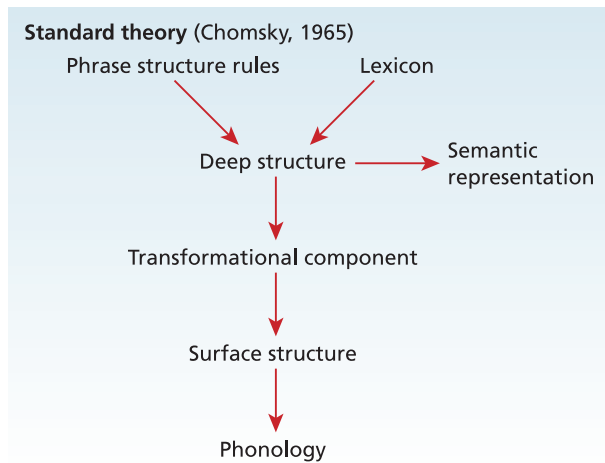 Standard theory (Chomsky, 1965)
Phrase structure rules
Lexicon
Deep structure
Semantic
representation
Transformational component
Surface structure
Phonology